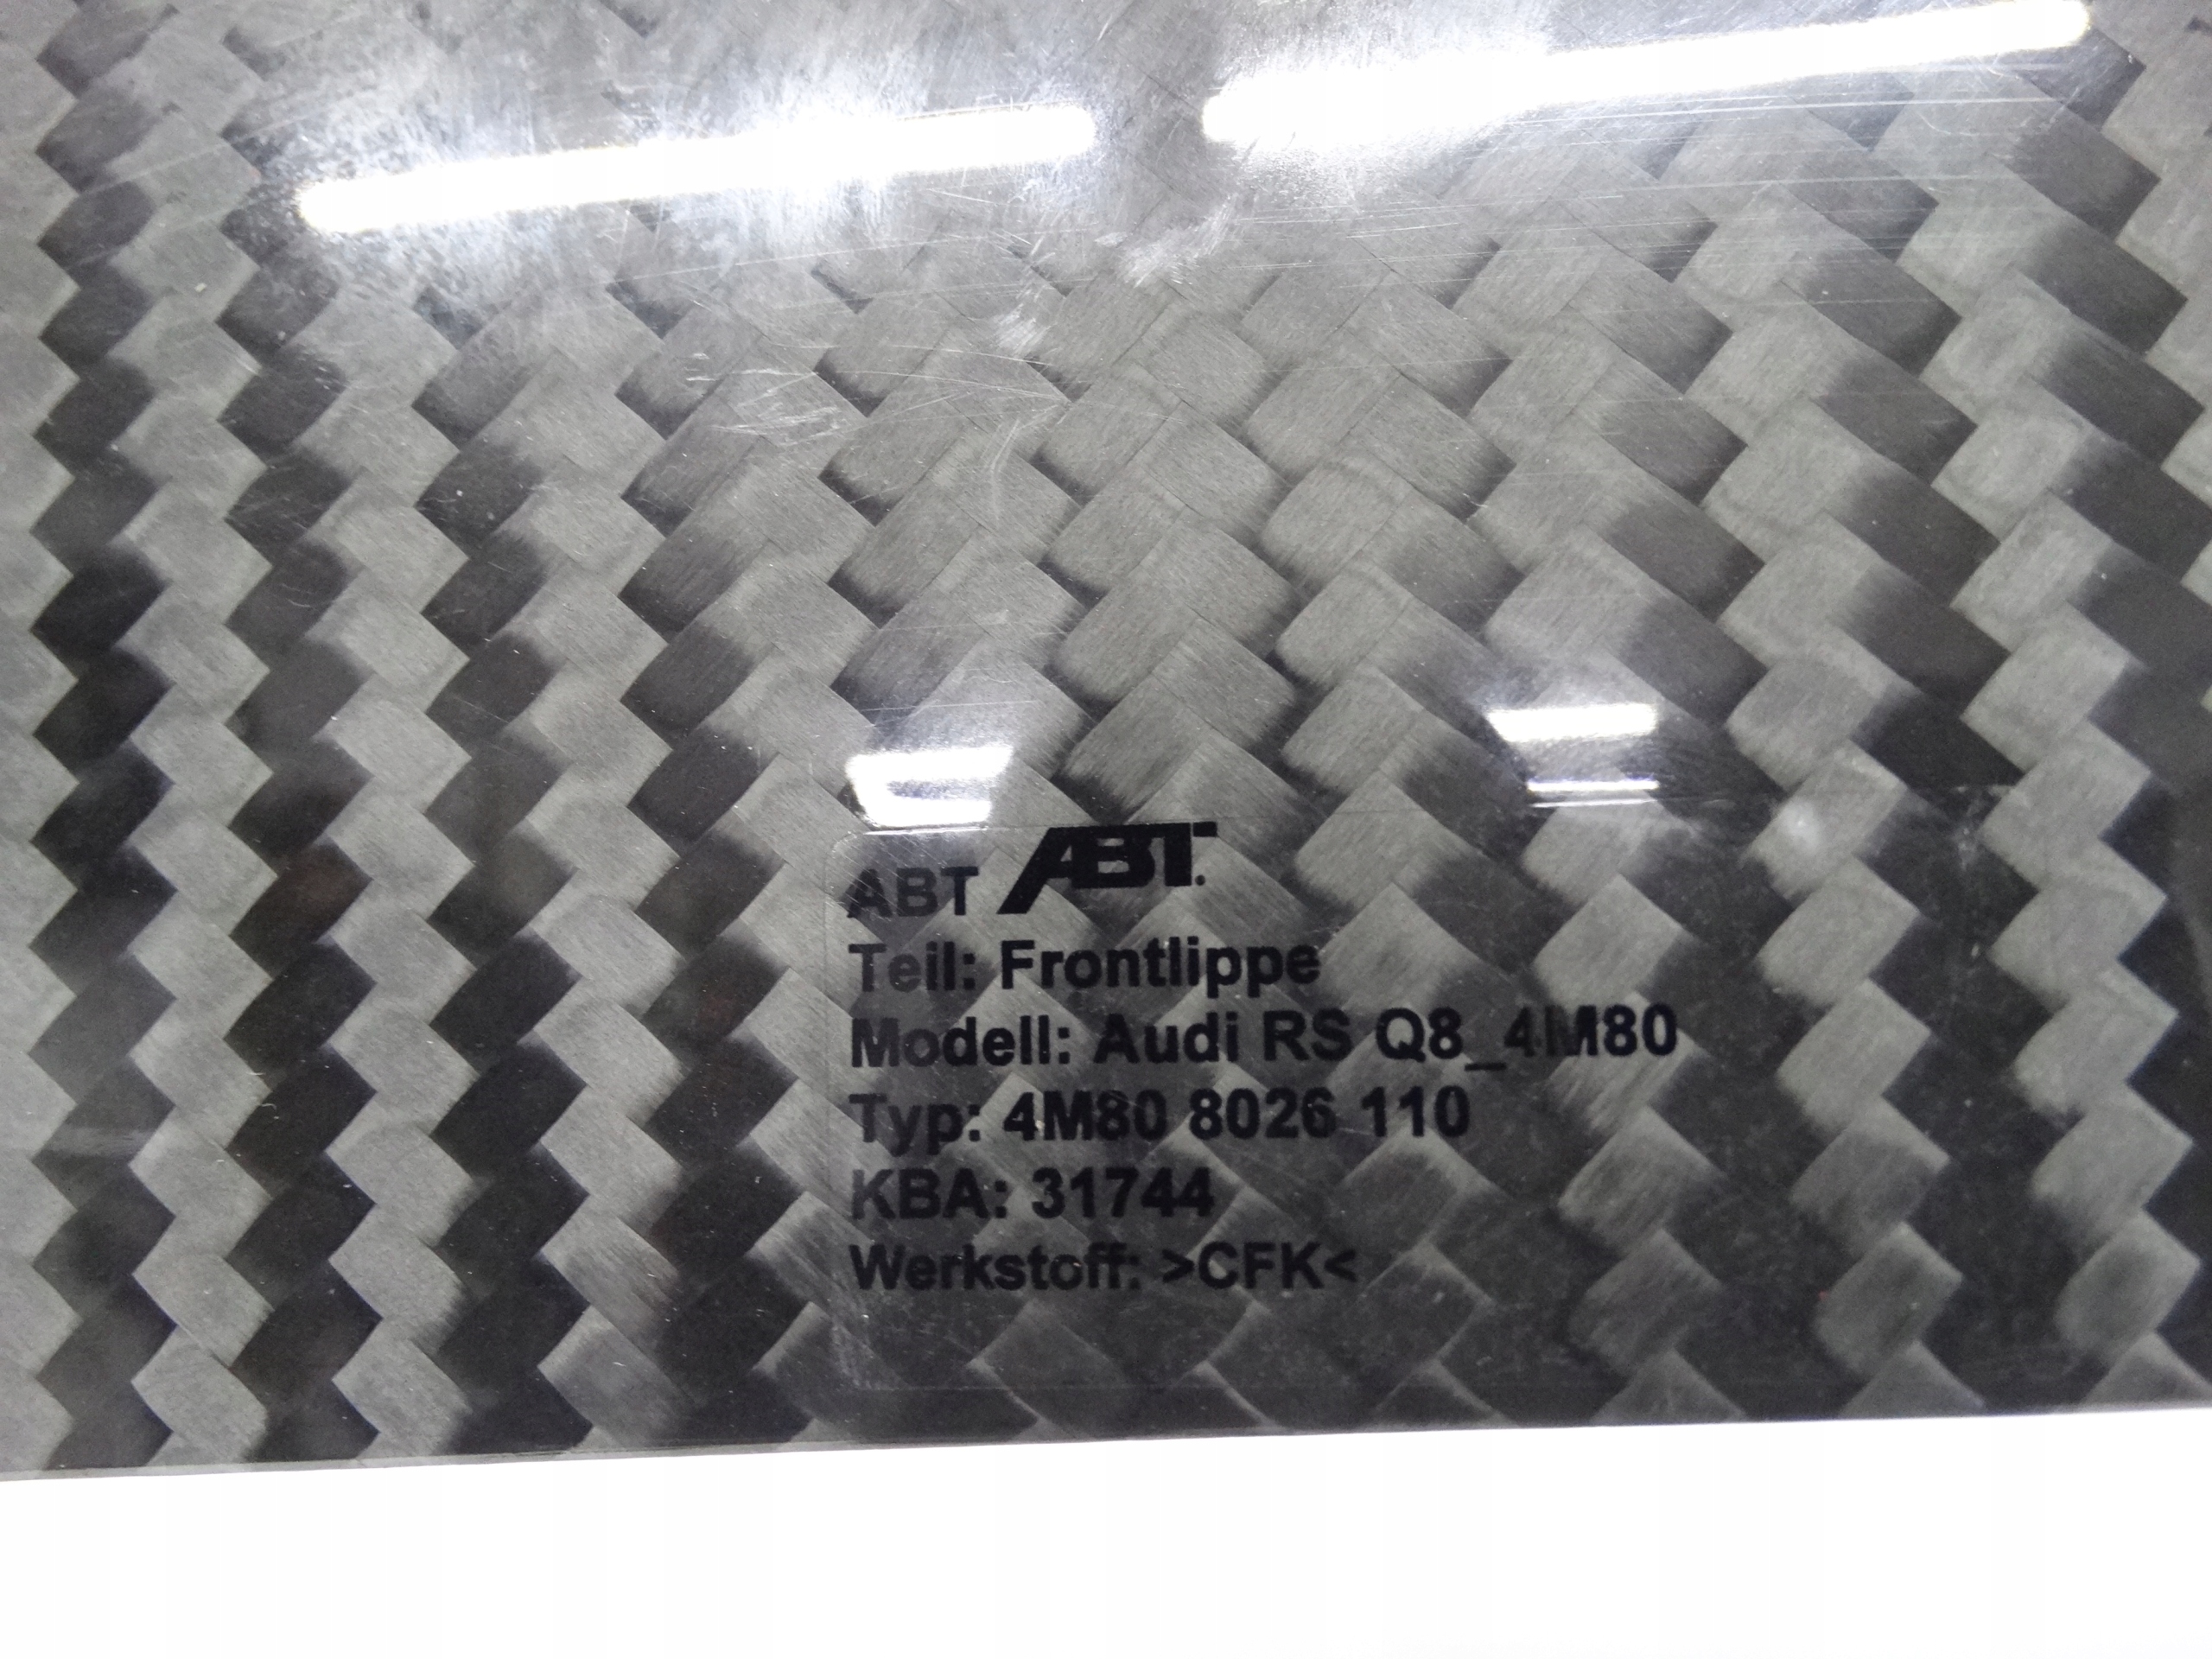 ABT ABT
Teil: Frontlippe
Modell: Audi RS Q8_4M80
Typ: 4M80 8026 110
KBA: 31744
Werkstoff: >CFK<